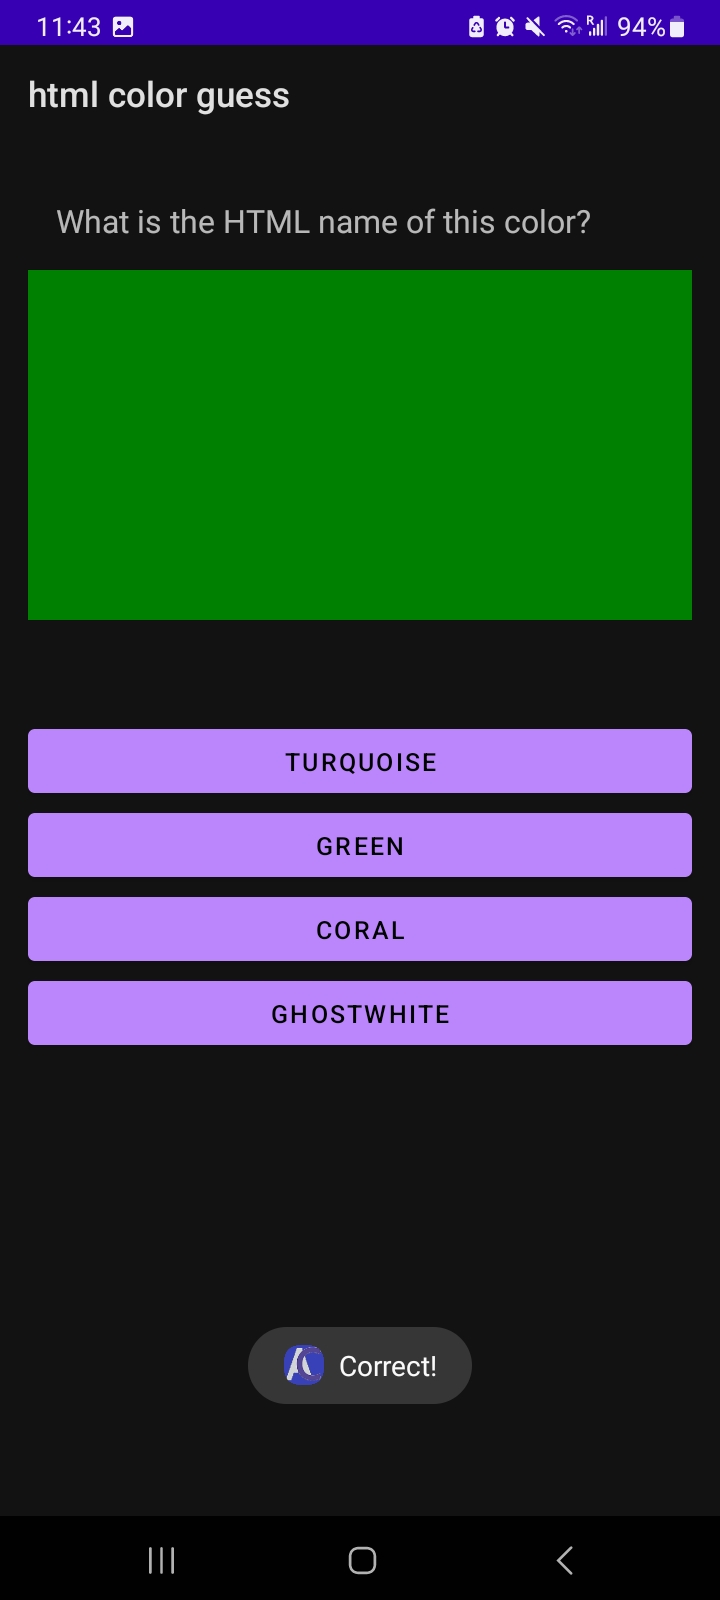 11:43 R 94%
html color guess
What is the HTML name of this color?
TURQUOISE
GREEN
CORAL
GHOSTWHITE
AC Correct!